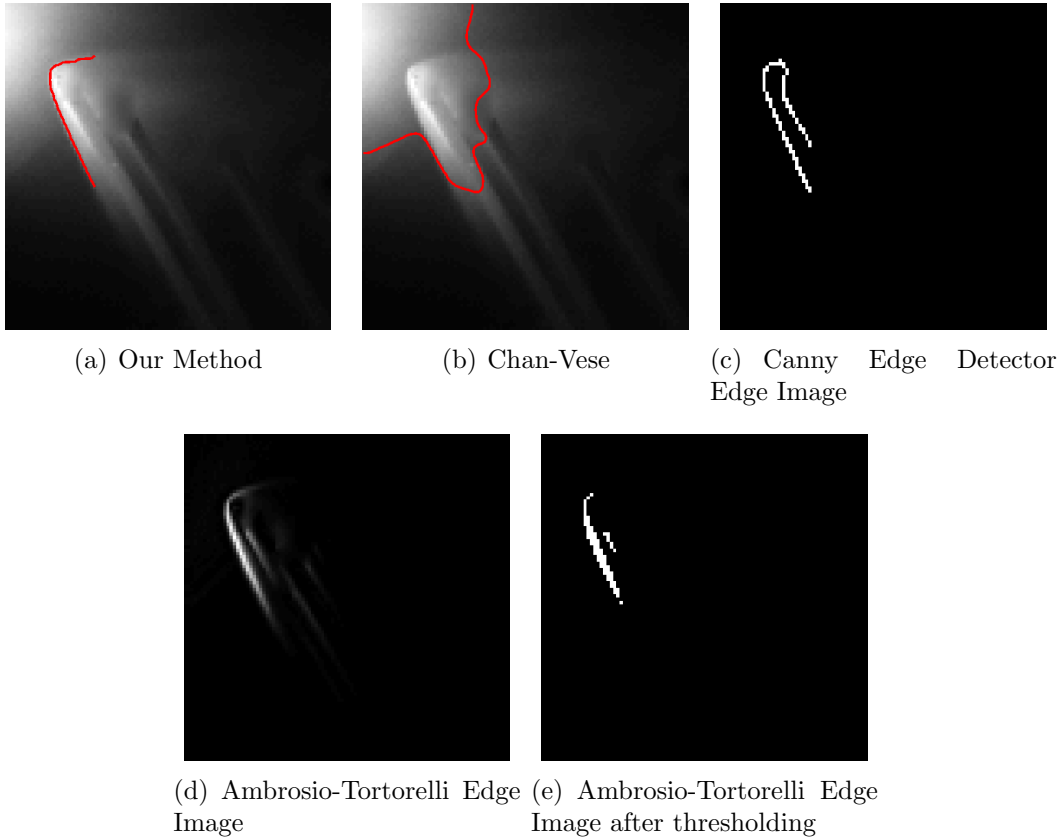 (a) Our Method
(b) Chan-Vese
(c) Canny Edge Detector
Edge Image
(d) Ambrosio-Tortorelli Edge
Image
(e) Ambrosio-Tortorelli Edge
Image after thresholding